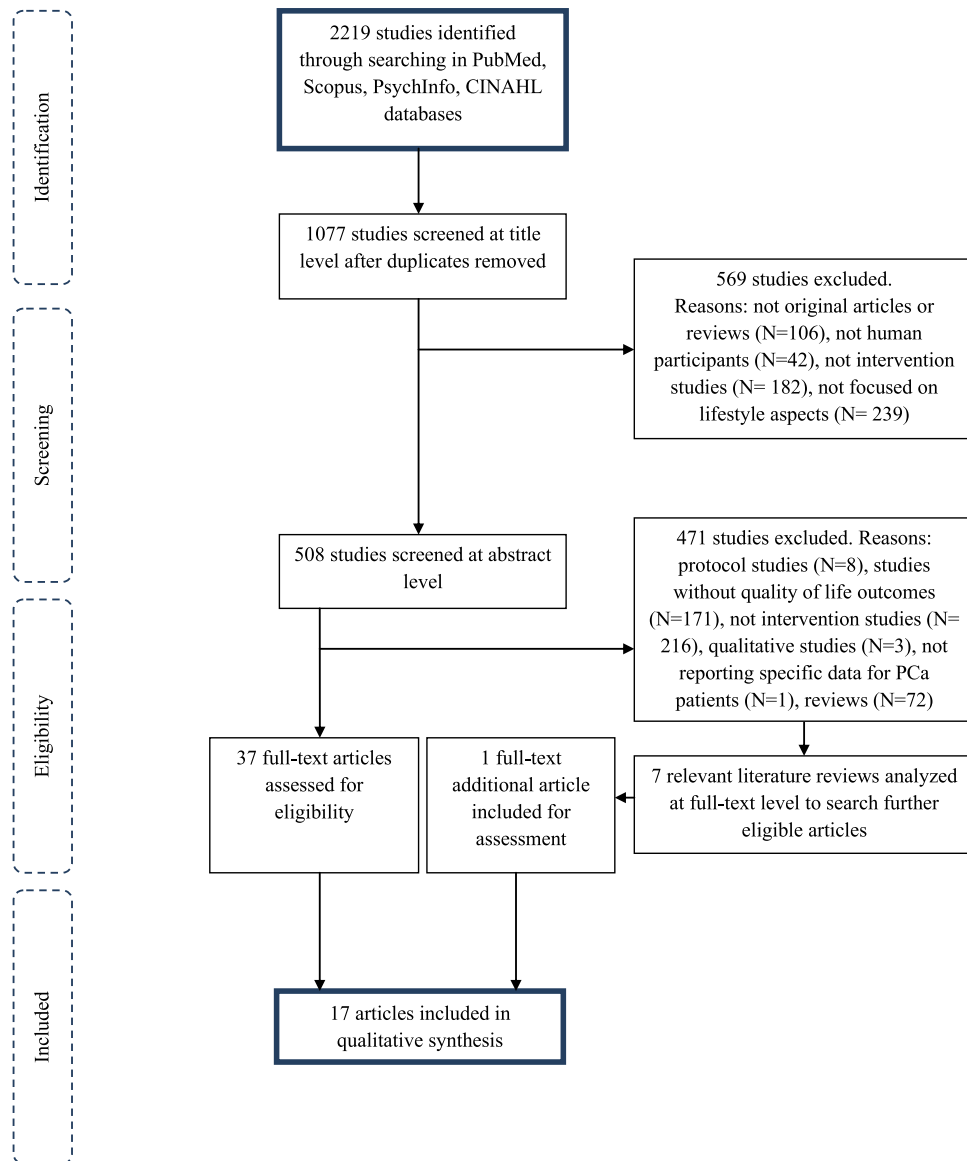 2219 studies identified
through searching in PubMed,
Scopus, PsychInfo, CINAHL
databases
Identification
1077 studies screened at title
level after duplicates removed
569 studies excluded.
Reasons: not original articles or
reviews (N=106), not human
participants (N=42), not intervention
studies (N= 182), not focused on
lifestyle aspects (N= 239)
Screening
508 studies screened at abstract
level
471 studies excluded. Reasons:
protocol studies (N=8), studies
without quality of life outcomes
(N=171), not intervention studies (N=
216), qualitative studies (N=3), not
reporting specific data for PCa
patients (N=1), reviews (N=72)
Eligibility
37 full-text articles
assessed for
eligibility
1 full-text
additional article
included for
assessment
7 relevant literature reviews analyzed
at full-text level to search further
eligible articles
Included
17 articles included in
qualitative synthesis